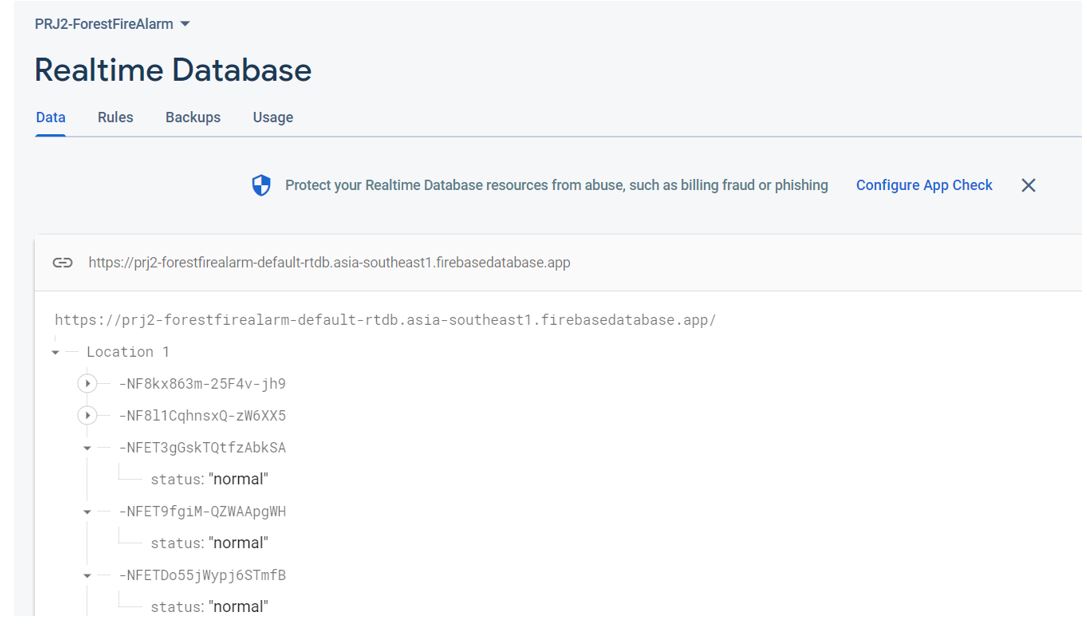 PRJ2-ForestFireAlarm
Realtime Database
Data Rules Backups Usage
Protect your Realtime Database resources from abuse, such as billing fraud or phishing Configure App Check
https://prj2-forestfirealarm-default-rtdb.asia-southeast1.firebasedatabase.app
https://prj2-forestfirealarm-default-rtdb.asia-southeast1.firebasedatabase.app/
Location 1
-NF8kx863m-25F4v-jh9
-NF8l1CqhnsxQ-zW6XX5
-NFET3gGskTQtfzAbkSA
status: "normal"
-NFET9fgiM-QZWAApgWH
status: "normal"
-NFETDo55jWypj6STmfB
status: "normal"